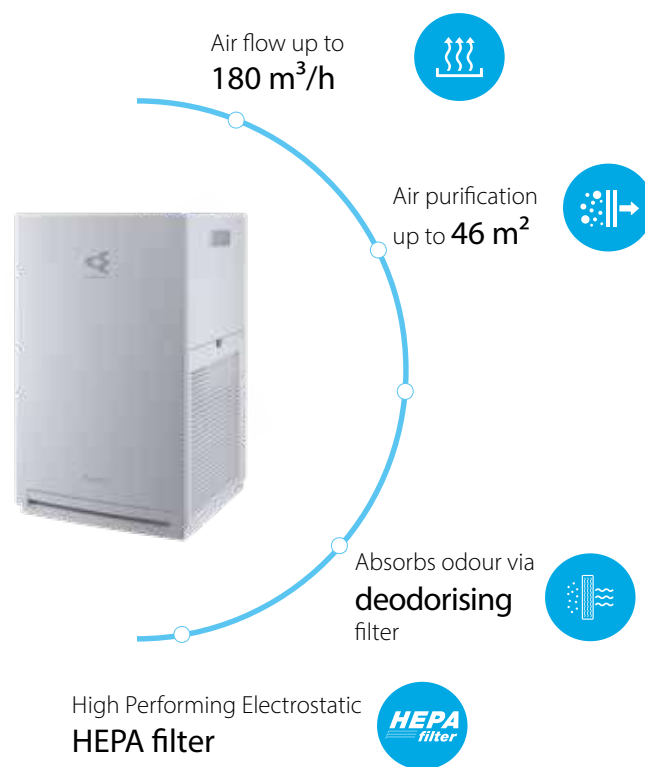 Air flow up to
180 m³/h
Air purification
up to 46 m²
Absorbs odour via
deodorising
filter
High Performing Electrostatic
HEPA filter
HEPA
filter